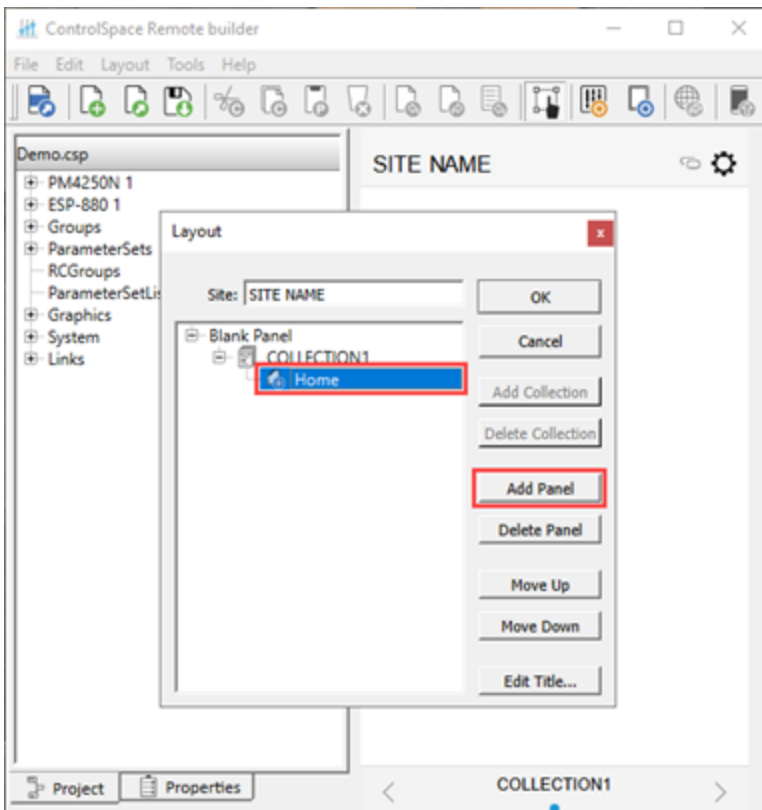 ControlSpace Remote builder
File Edit Layout Tools Help
Demo.csp
PM4250N 1
ESP-880 1
Groups
ParameterSets
RCGroups
ParameterSetLis
Graphics
System
Links
SITE NAME
Layout
x
Site: SITE NAME
Blank Panel
COLLECTION1
Home
OK
Cancel
Add Collection
Delete Collection
Add Panel
Delete Panel
Move Up
Move Down
Edit Title...
Project Properties
COLLECTION1